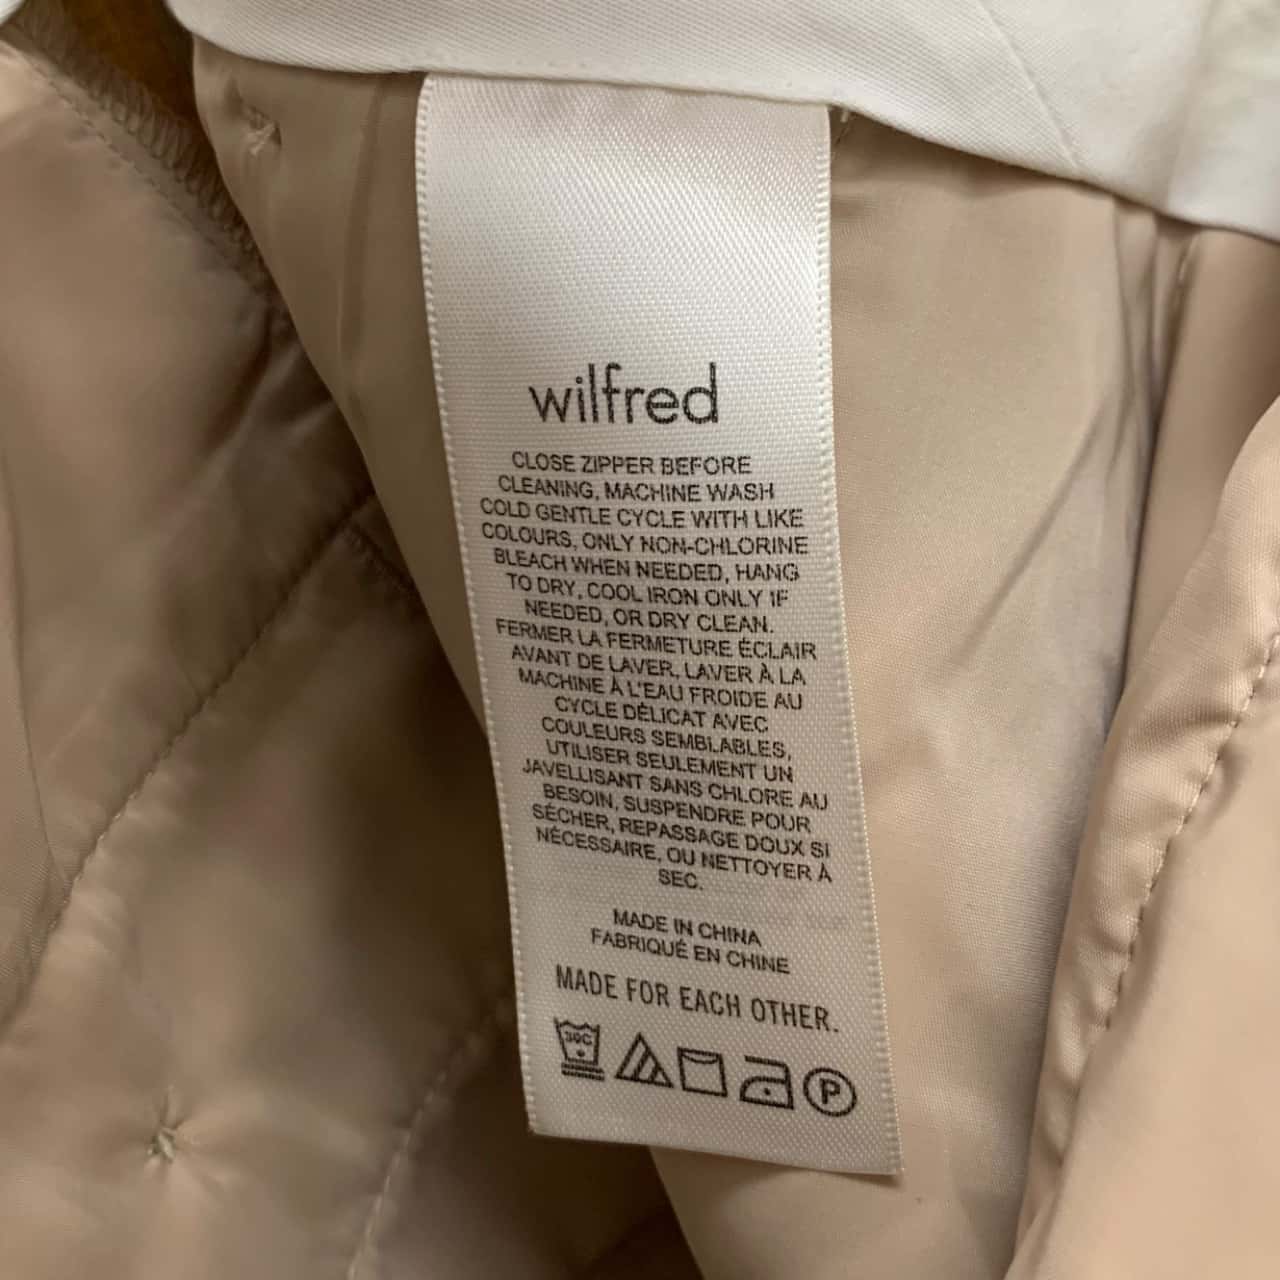 wilfred
CLOSE ZIPPER BEFORE
CLEANING, MACHINE WASH
COLD GENTLE CYCLE WITH LIKE
COLOURS, ONLY NON-CHLORINE
BLEACH WHEN NEEDED, HANG
TO DRY, COOL IRON ONLY IF
NEEDED, OR DRY CLEAN.
FERMER LA FERMETURE ÉCLAIR
AVANT DE LAVER, LAVER À LA
MACHINE À L'EAU FROIDE AU
CYCLE DÉLICAT AVEC
COULEURS SEMBLABLES,
UTILISER SEULEMENT UN
JAVELLISANT SANS CHLORE AU
BESOIN, SUSPENDRE POUR
SÉCHER, REPASSAGE DOUX SI
NÉCESSAIRE, OU NETTOYER À
SEC.
MADE IN CHINA
FABRIQUÉ EN CHINE
MADE FOR EACH OTHER.
30C P